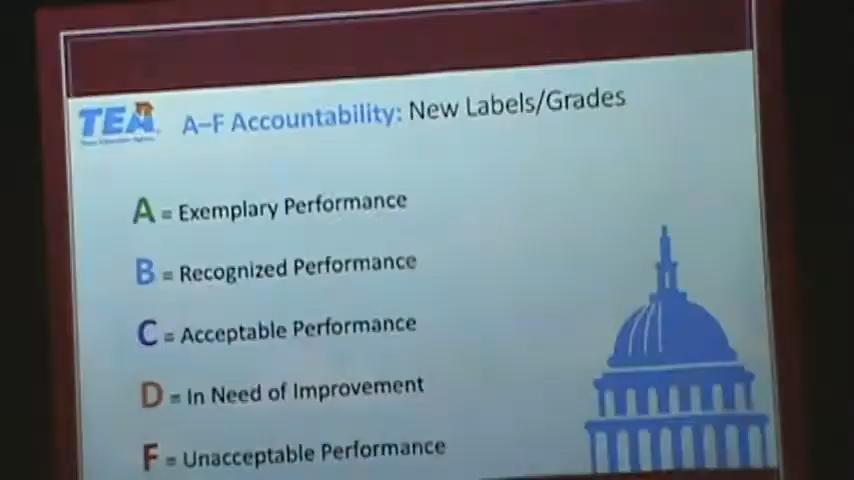 TEA
A–F Accountability: New Labels/Grades
A = Exemplary Performance
B = Recognized Performance
C = Acceptable Performance
D = In Need of Improvement
F = Unacceptable Performance